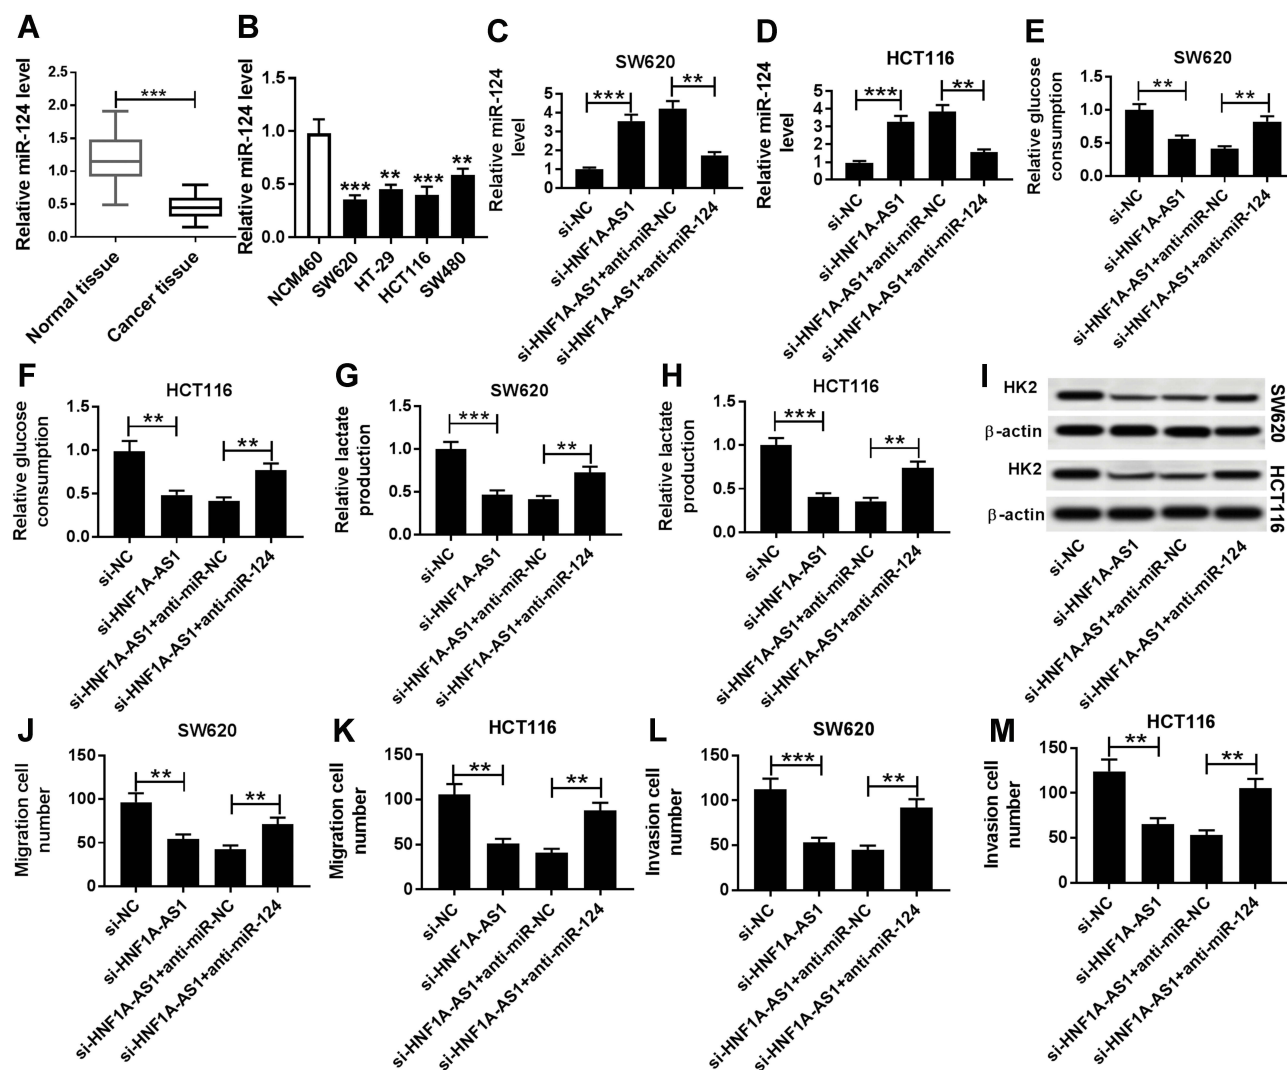 A
Relative miR-124 level
2.5
2.0
1.5
1.0
0.5
0.0
***
Normal tissue
Cancer tissue
B
Relative miR-124 level
1.5
1.0
0.5
0.0
***
**
***
**
NCM460
SW620
HT-29
HCT116
SW480
C
SW620
Relative miR-124
level
5
4
3
2
1
0
***
**
si-NC
si-HNF1A-AS1
si-HNF1A-AS1+anti-miR-NC
si-HNF1A-AS1+anti-miR-124
D
HCT116
Relative miR-124
level
5
4
3
2
1
0
***
**
si-NC
si-HNF1A-AS1
si-HNF1A-AS1+anti-miR-NC
si-HNF1A-AS1+anti-miR-124
E
SW620
Relative glucose
consumption
1.5
1.0
0.5
0.0
**
**
si-NC
si-HNF1A-AS1
si-HNF1A-AS1+anti-miR-NC
si-HNF1A-AS1+anti-miR-124
F
HCT116
Relative glucose
consumption
1.5
1.0
0.5
0.0
**
**
si-NC
si-HNF1A-AS1
si-HNF1A-AS1+anti-miR-NC
si-HNF1A-AS1+anti-miR-124
G
SW620
Relative lactate
production
1.5
1.0
0.5
0.0
***
**
si-NC
si-HNF1A-AS1
si-HNF1A-AS1+anti-miR-NC
si-HNF1A-AS1+anti-miR-124
H
HCT116
Relative lactate
production
1.5
1.0
0.5
0.0
***
**
si-NC
si-HNF1A-AS1
si-HNF1A-AS1+anti-miR-NC
si-HNF1A-AS1+anti-miR-124
I
HK2
β-actin
SW620
HK2
β-actin
HCT116
si-NC
si-HNF1A-AS1
si-HNF1A-AS1+anti-miR-NC
si-HNF1A-AS1+anti-miR-124
J
SW620
Migration cell
number
150
100
50
0
**
**
si-NC
si-HNF1A-AS1
si-HNF1A-AS1+anti-miR-NC
si-HNF1A-AS1+anti-miR-124
K
HCT116
Migration cell
number
150
100
50
0
**
**
si-NC
si-HNF1A-AS1
si-HNF1A-AS1+anti-miR-NC
si-HNF1A-AS1+anti-miR-124
L
SW620
Invasion cell
number
150
100
50
0
***
**
si-NC
si-HNF1A-AS1
si-HNF1A-AS1+anti-miR-NC
si-HNF1A-AS1+anti-miR-124
M
HCT116
Invasion cell
number
150
100
50
0
**
**
si-NC
si-HNF1A-AS1
si-HNF1A-AS1+anti-miR-NC
si-HNF1A-AS1+anti-miR-124